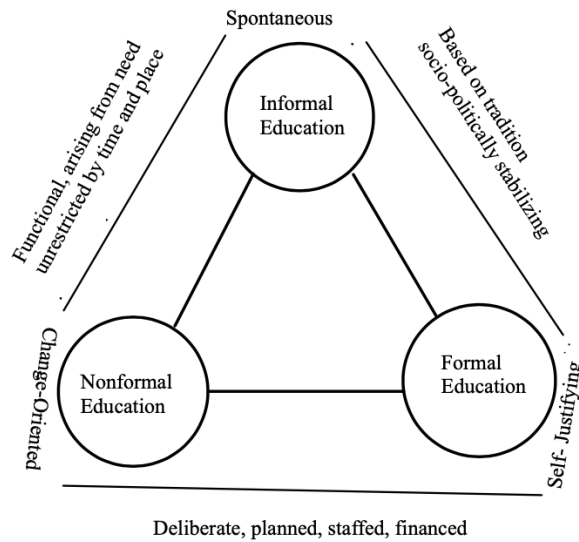 Spontaneous
Functional, arising from need
unrestricted by time and place
Based on tradition
socio-politically stabilizing
Informal
Education
Change-Oriented
Nonformal
Education
Formal
Education
Self- Justifying
Deliberate, planned, staffed, financed